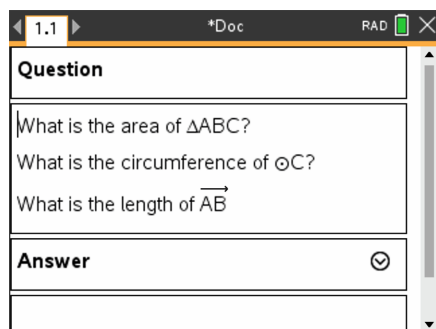 1.1 *Doc RAD
Question
What is the area of ΔABC?
What is the circumference of ⊙C?
What is the length of A͞B⃗
Answer